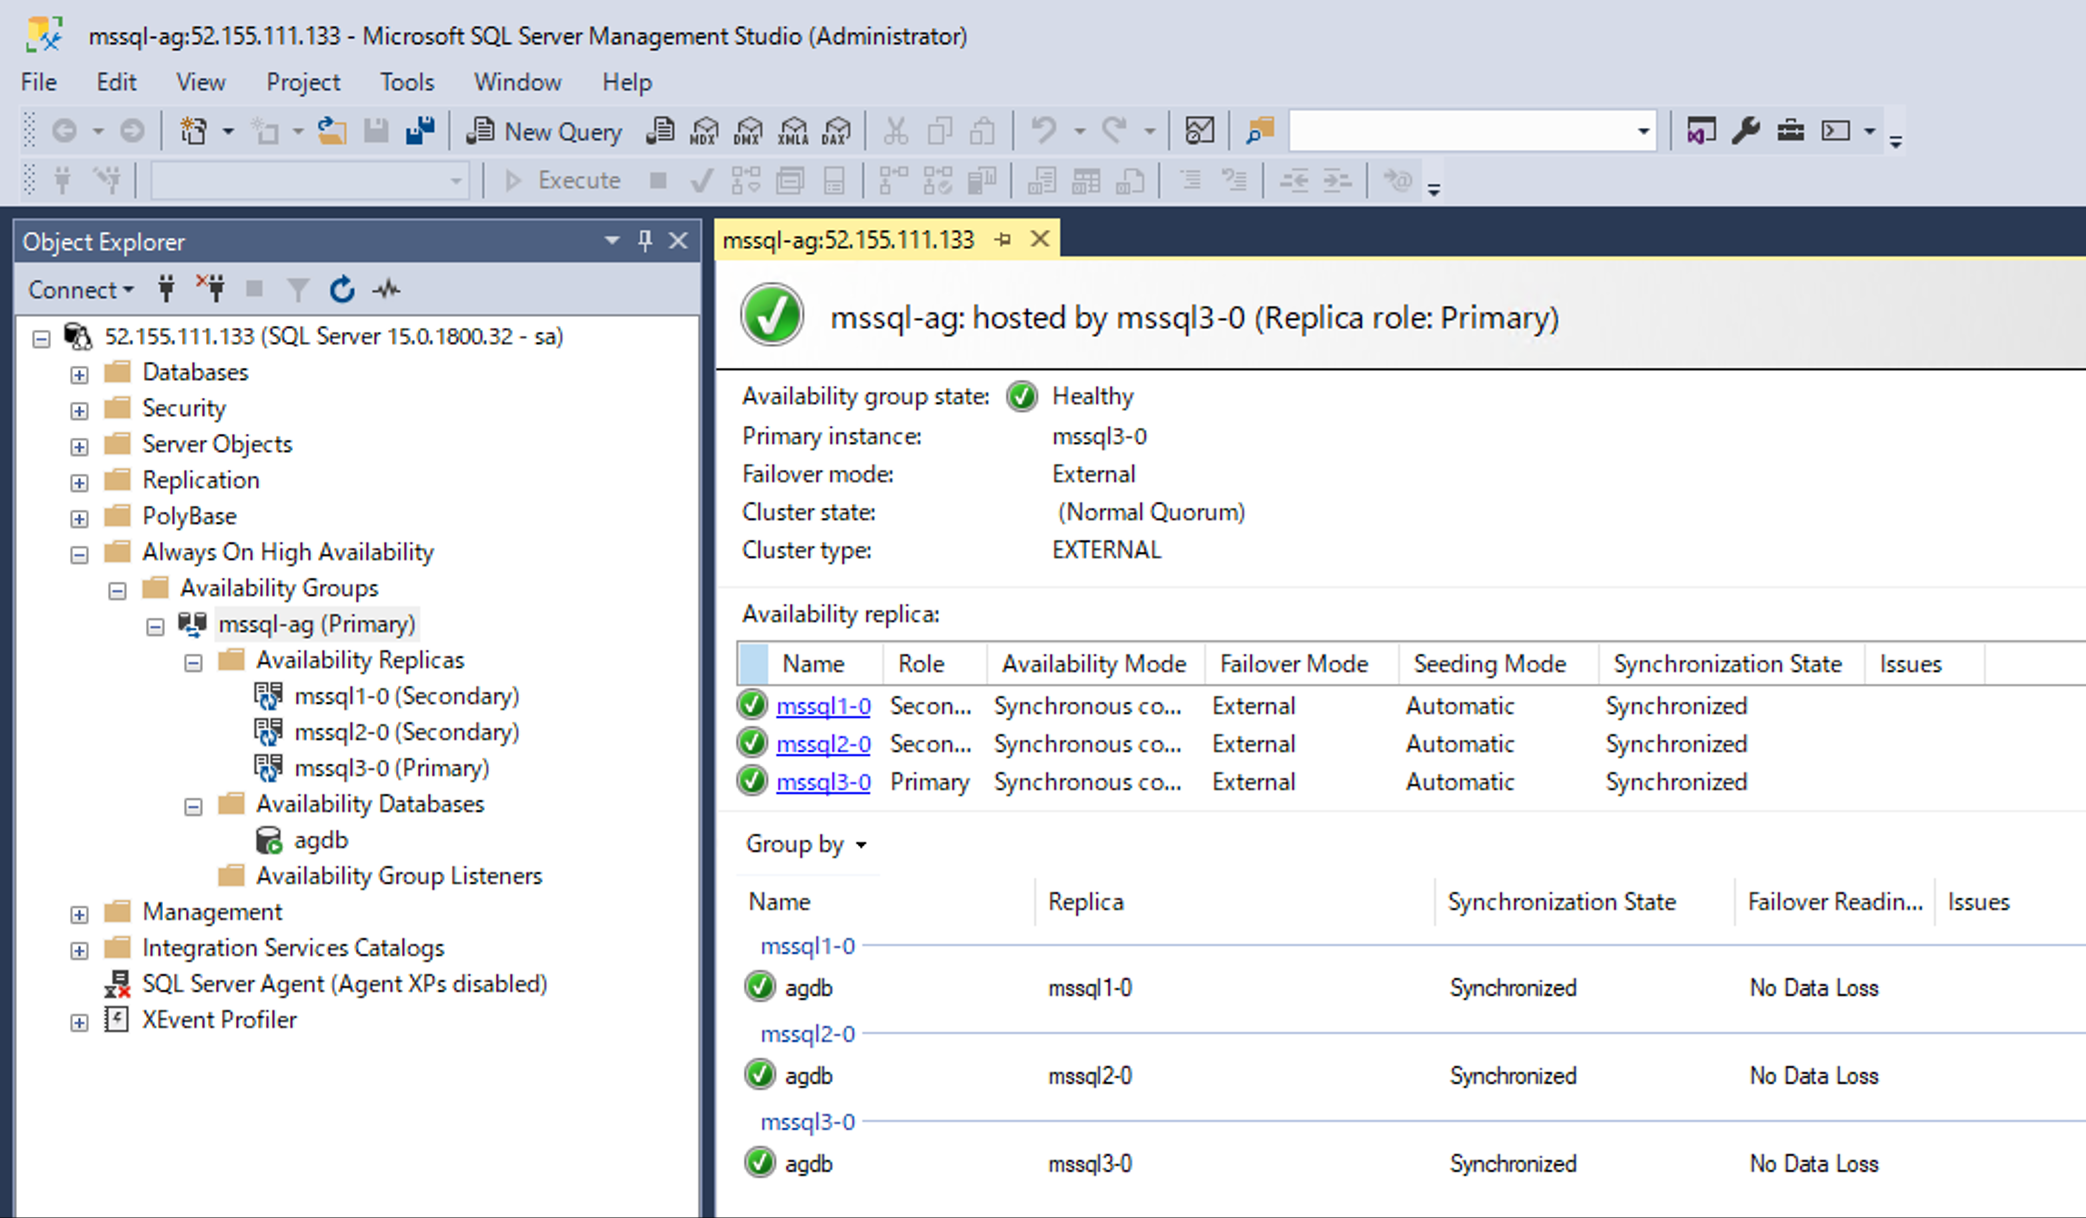 mssql-ag:52.155.111.133 - Microsoft SQL Server Management Studio (Administrator)
File Edit View Project Tools Window Help
New Query MDX DMX XMLA DAX
Execute
Object Explorer
Connect
52.155.111.133 (SQL Server 15.0.1800.32 - sa)
Databases
Security
Server Objects
Replication
PolyBase
Always On High Availability
Availability Groups
mssql-ag (Primary)
Availability Replicas
mssql1-0 (Secondary)
mssql2-0 (Secondary)
mssql3-0 (Primary)
Availability Databases
agdb
Availability Group Listeners
Management
Integration Services Catalogs
SQL Server Agent (Agent XPs disabled)
XEvent Profiler
mssql-ag:52.155.111.133
mssql-ag: hosted by mssql3-0 (Replica role: Primary)
Availability group state: Healthy
Primary instance: mssql3-0
Failover mode: External
Cluster state: (Normal Quorum)
Cluster type: EXTERNAL
Availability replica:
Name Role Availability Mode Failover Mode Seeding Mode Synchronization State Issues
mssql1-0 Secon... Synchronous co... External Automatic Synchronized
mssql2-0 Secon... Synchronous co... External Automatic Synchronized
mssql3-0 Primary Synchronous co... External Automatic Synchronized
Group by
Name Replica Synchronization State Failover Readin... Issues
mssql1-0
agdb mssql1-0 Synchronized No Data Loss
mssql2-0
agdb mssql2-0 Synchronized No Data Loss
mssql3-0
agdb mssql3-0 Synchronized No Data Loss